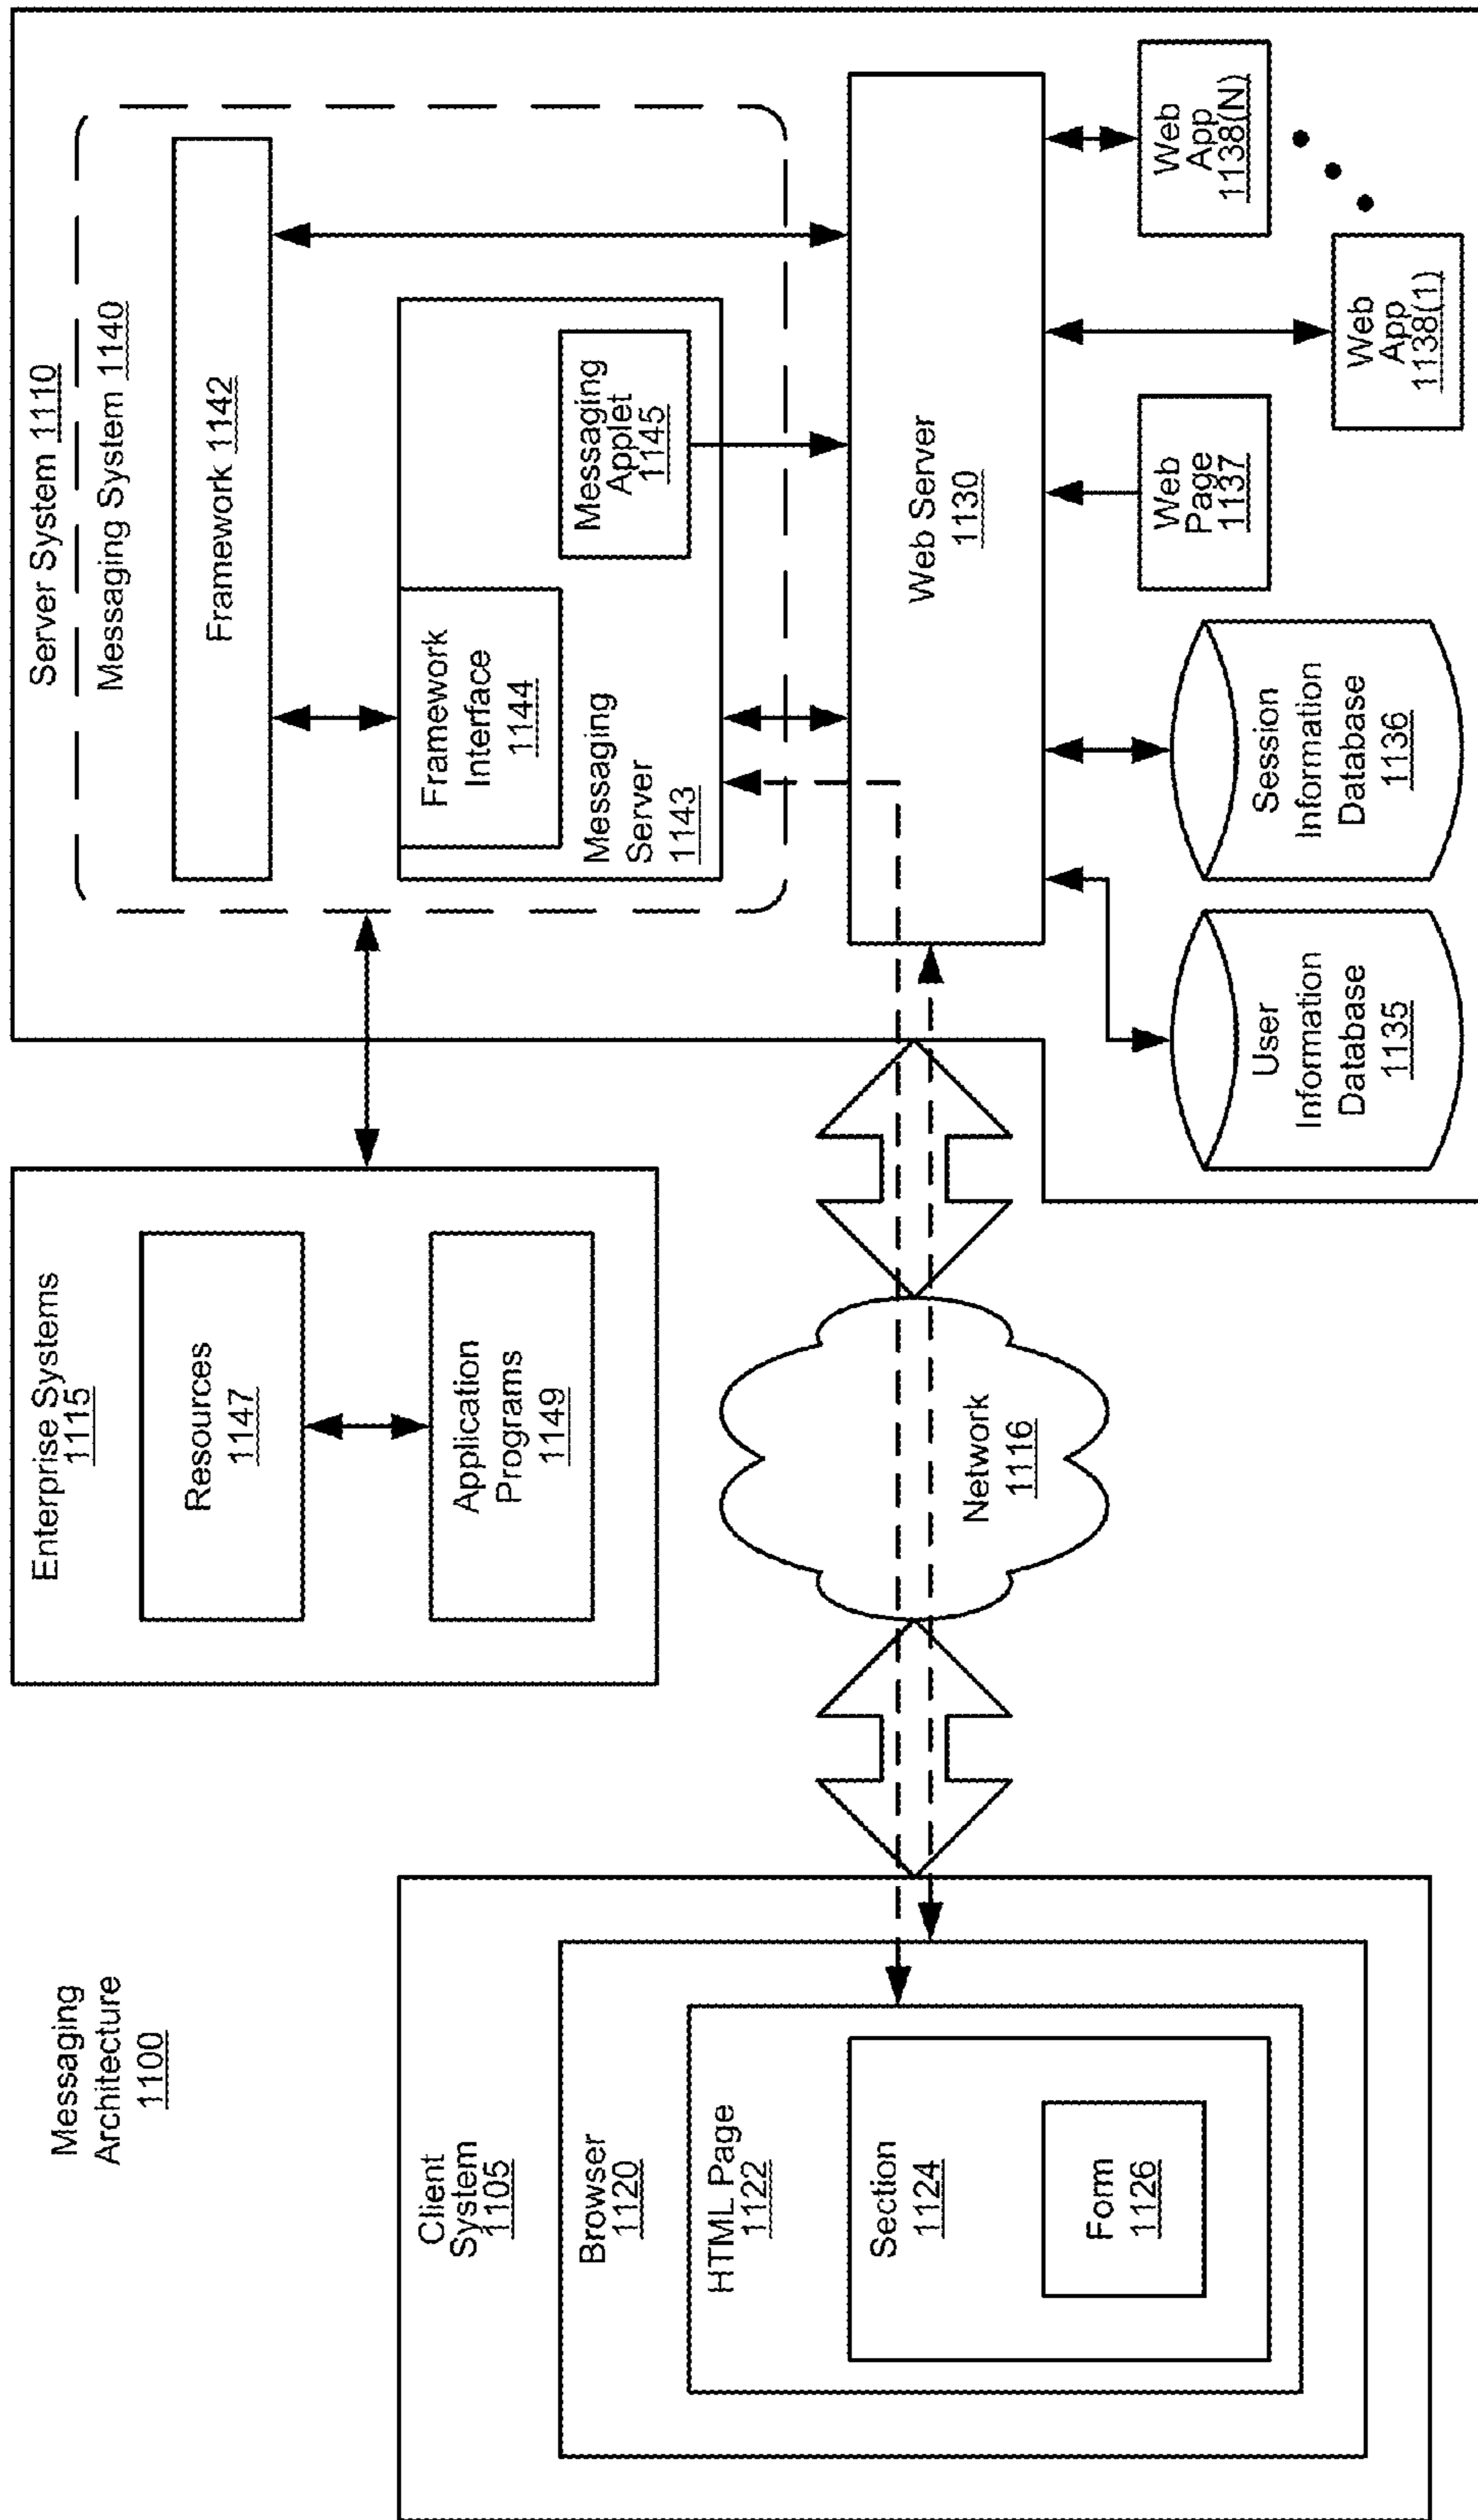 Messaging
Architecture
1100
Client
System
1105
Browser
1120
HTML Page
1122
Section
1124
Form
1126
Enterprise Systems
1115
Resources
1147
Application
Programs
1149
Network
1116
Server System 1110
Messaging System 1140
Framework 1142
Framework
Interface
1144
Messaging
Server
1143
Messaging
Applet
1145
Web Server
1130
User
Information
Database
1135
Session
Information
Database
1136
Web
Page
1137
Web
App
1138(1)
Web
App
1138(N)